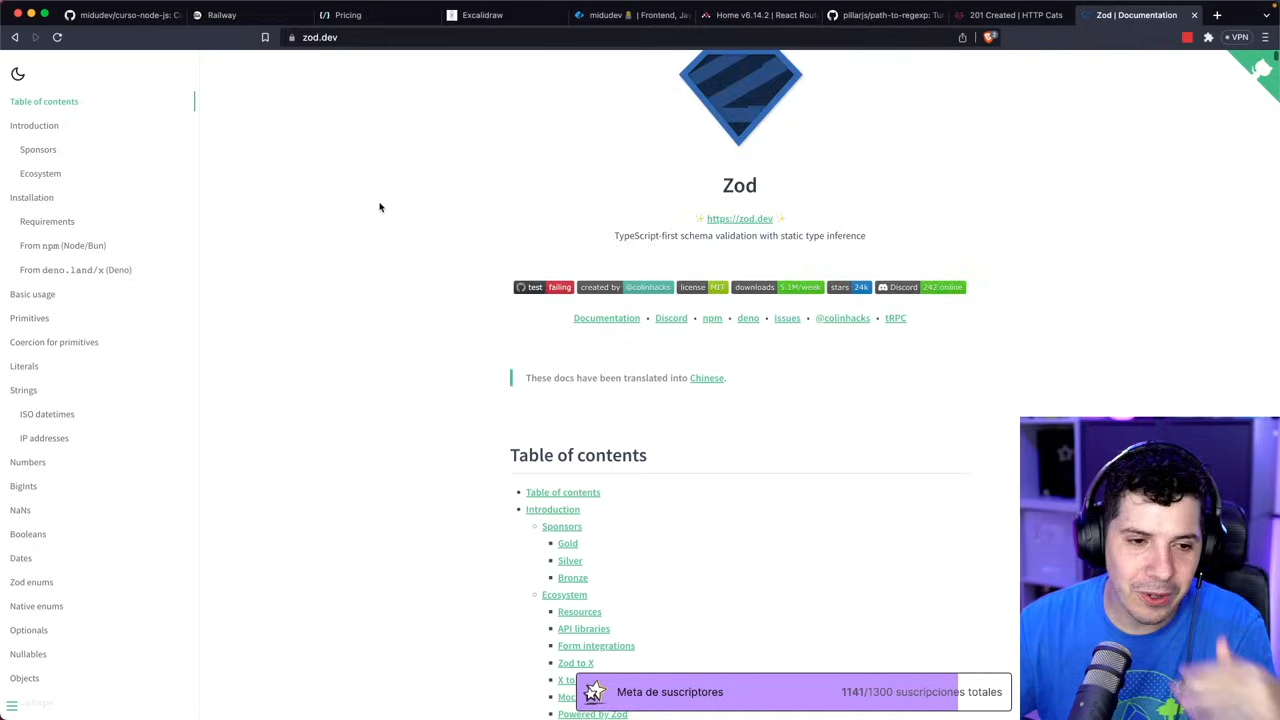 midudev/curso-node-js: Cu
Railway
Pricing
Excalidraw
midudev | Frontend, Jav
Home v6.14.2 | React Rout
pillarjs/path-to-regexp: Tur
201 Created | HTTP Cats
Zod | Documentation
zod.dev
2
VPN
Table of contents
Introduction
Sponsors
Ecosystem
Installation
Requirements
From npm (Node/Bun)
From deno.land/x (Deno)
Basic usage
Primitives
Coercion for primitives
Literals
Strings
ISO datetimes
IP addresses
Numbers
BigInts
NaNs
Booleans
Dates
Zod enums
Native enums
Optionals
Nullables
Objects
Zod
✨ https://zod.dev ✨
TypeScript-first schema validation with static type inference
test failing created by @colinhacks license MIT downloads 5.1M/week stars 24k Discord 242 online
Documentation • Discord • npm • deno • Issues • @colinhacks • tRPC
These docs have been translated into Chinese.
Table of contents
Table of contents
Introduction
Sponsors
Gold
Silver
Bronze
Ecosystem
Resources
API libraries
Form integrations
Zod to X
X to
Moc
Powered by Zod
Meta de suscriptores 1141/1300 suscripciones totales